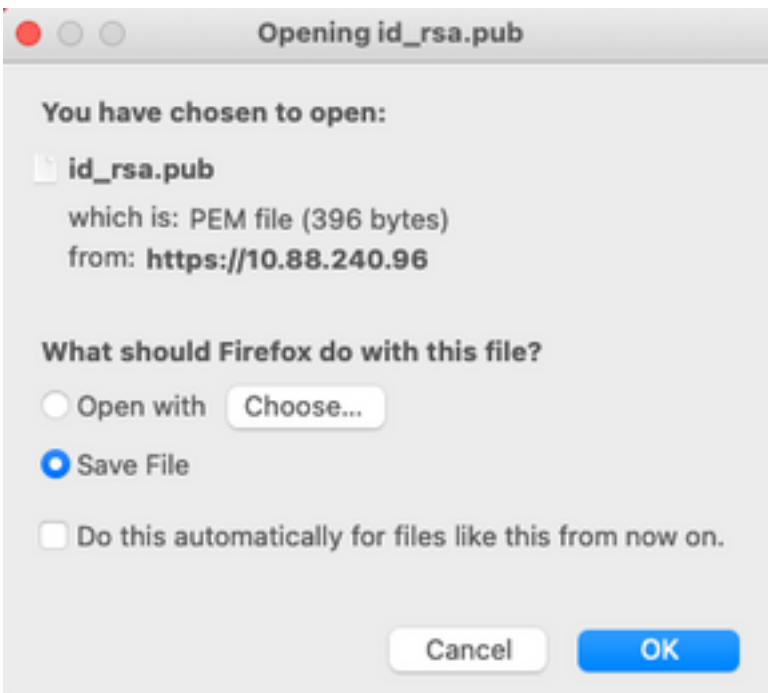 Opening id_rsa.pub
You have chosen to open:
id_rsa.pub
which is: PEM file (396 bytes)
from: https://10.88.240.96
What should Firefox do with this file?
Open with Choose...
Save File
Do this automatically for files like this from now on.
Cancel OK